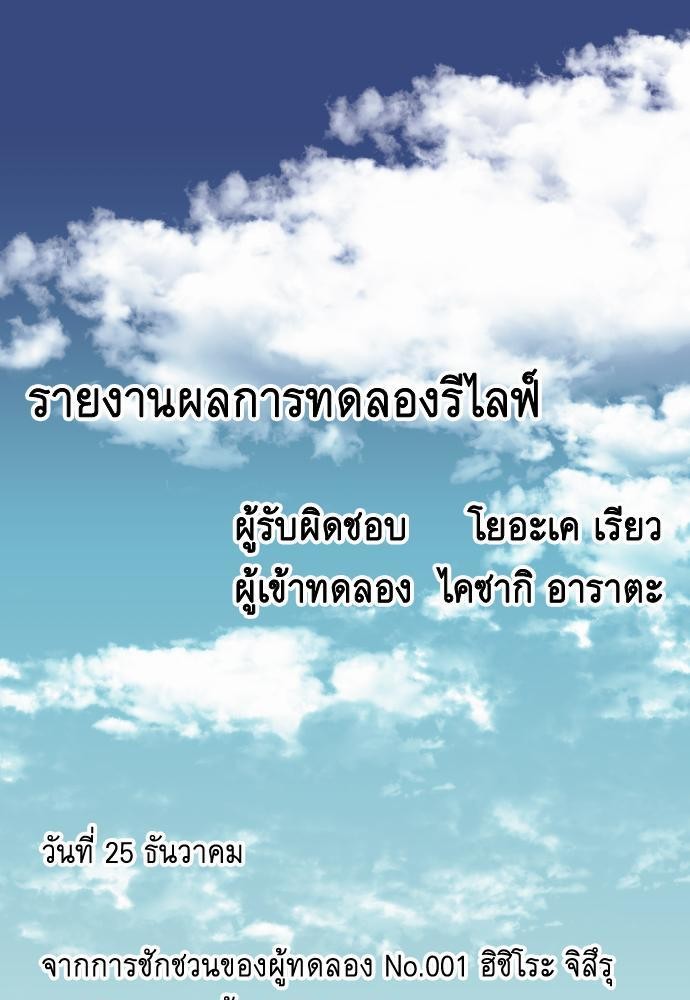 รายงานผลการทดลองรีไลฟ์
ผู้รับผิดชอบ โยอะเค เรียว
ผู้เข้าทดลอง ไคซากิ อาราตะ
วันที่ 25 ธันวาคม
จากการชักชวนของผู้ทดลอง No.001 ฮิชิโระ จิสึรุ